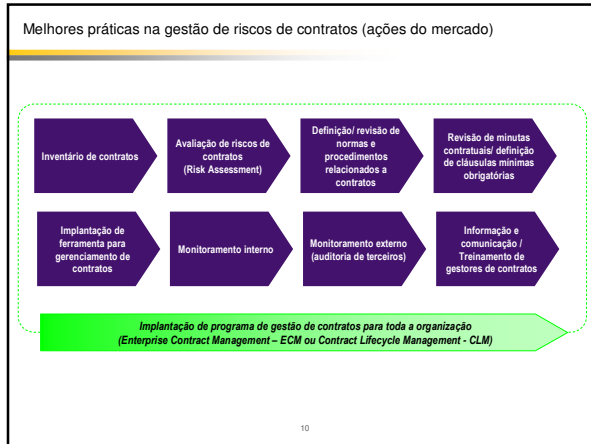 Melhores práticas na gestão de riscos de contratos (ações do mercado)
Inventário de contratos
Avaliação de riscos de
contratos
(Risk Assessment)
Definição/ revisão de
normas e
procedimentos
relacionados a
contratos
Revisão de minutas
contratuais/ definição
de cláusulas mínimas
obrigatórias
Implantação de
ferramenta para
gerenciamento de
contratos
Monitoramento interno
Monitoramento externo
(auditoria de terceiros)
Informação e
comunicação /
Treinamento de
gestores de contratos
Implantação de programa de gestão de contratos para toda a organização
(Enterprise Contract Management – ECM ou Contract Lifecycle Management - CLM)
10